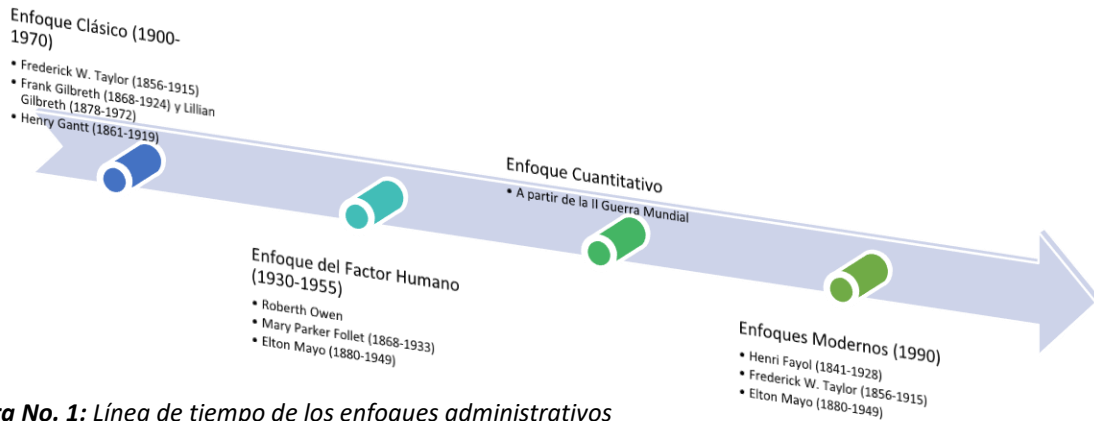 Enfoque Clásico (1900-
1970)
• Frederick W. Taylor (1856-1915)
• Frank Gilbreth (1868-1924) y Lillian
Gilbreth (1878-1972)
• Henry Gantt (1861-1919)
Enfoque del Factor Humano
(1930-1955)
• Roberth Owen
• Mary Parker Follet (1868-1933)
• Elton Mayo (1880-1949)
Enfoque Cuantitativo
• A partir de la II Guerra Mundial
Enfoques Modernos (1990)
• Henri Fayol (1841-1928)
• Frederick W. Taylor (1856-1915)
• Elton Mayo (1880-1949)
No. 1: Línea de tiempo de los enfoques administrativos